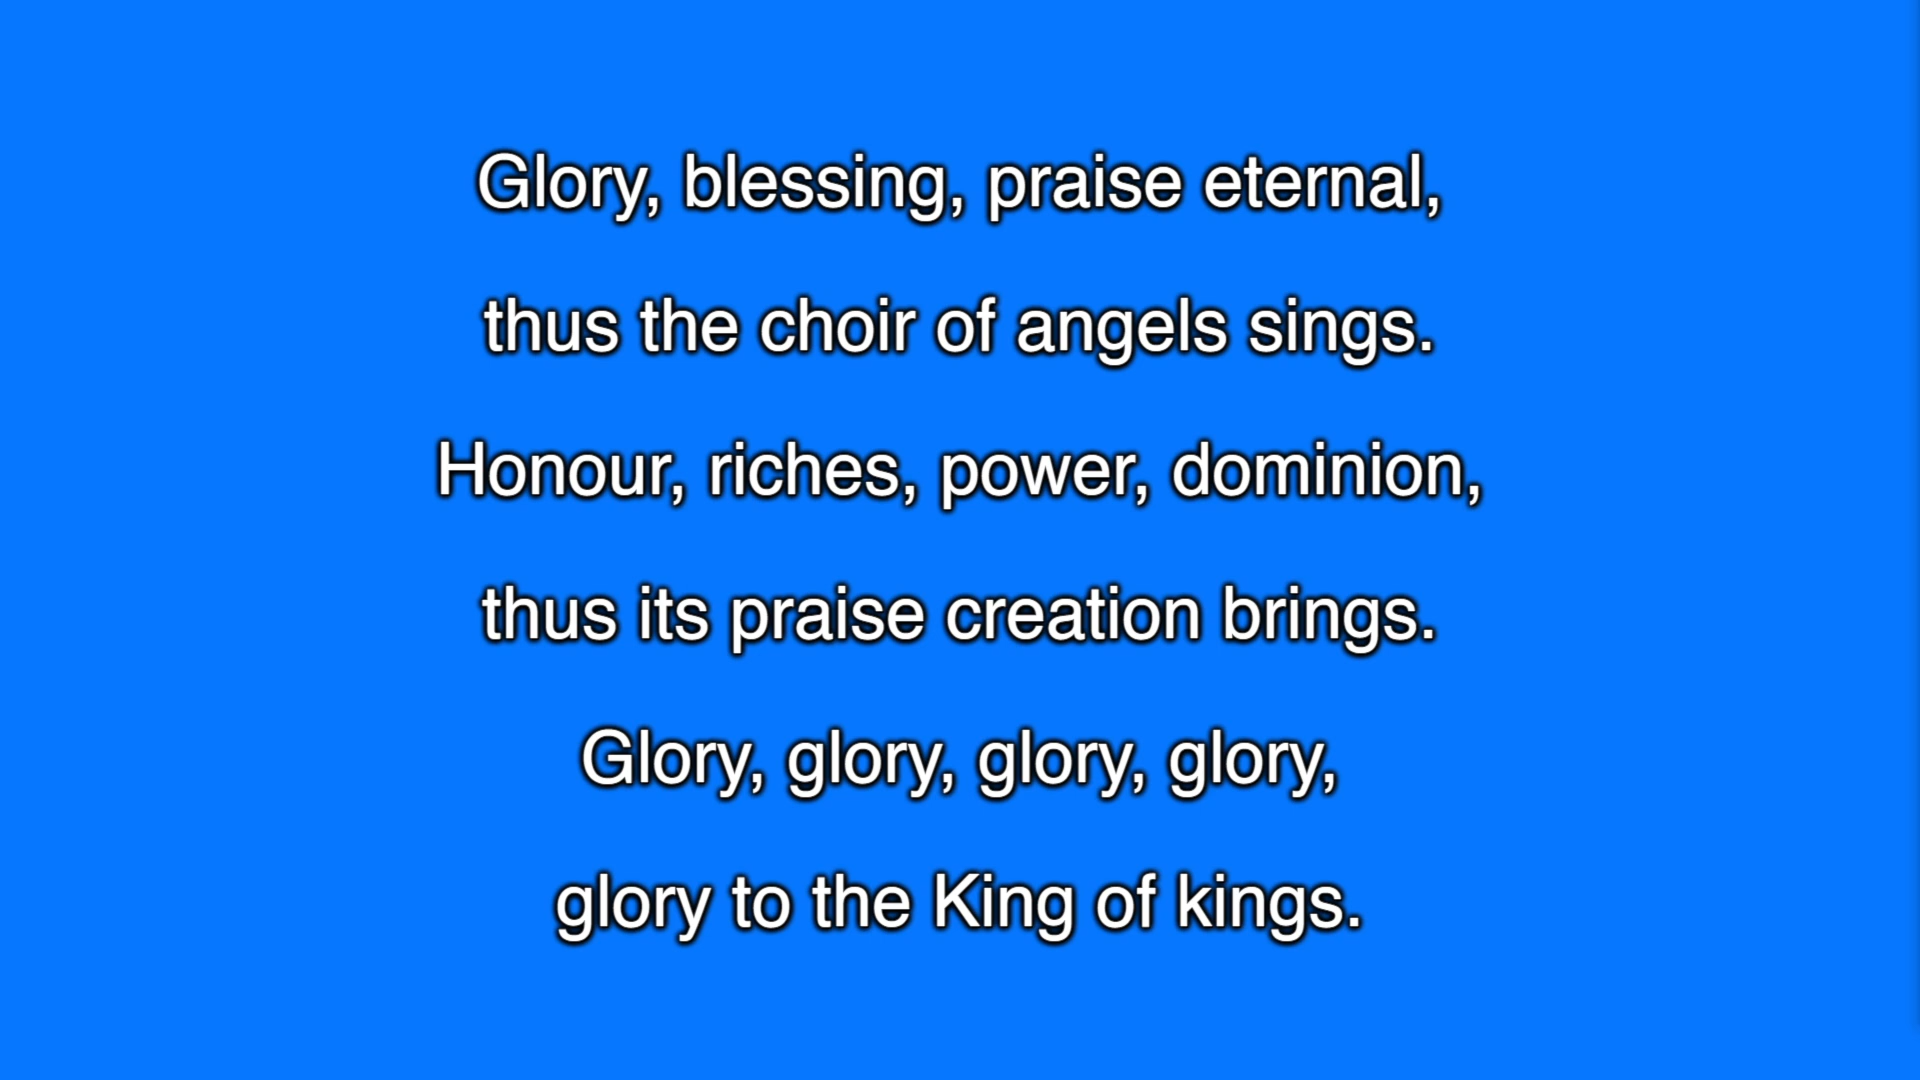 Glory, blessing, praise eternal,
thus the choir of angels sings.
Honour, riches, power, dominion,
thus its praise creation brings.
Glory, glory, glory, glory,
glory to the King of kings.